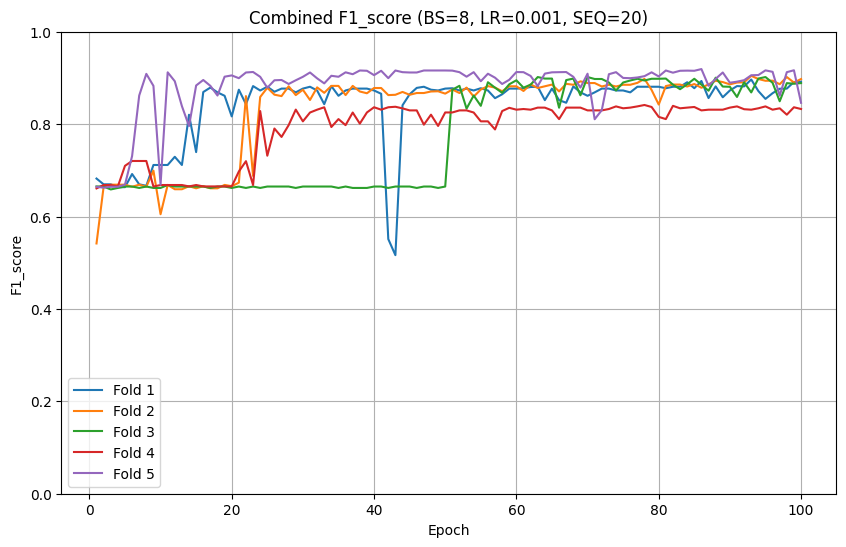 Combined F1_score (BS=8, LR=0.001, SEQ=20)
1.0
0.8
0.6
0.4
0.2
0.0
F1_score
Fold 1
Fold 2
Fold 3
Fold 4
Fold 5
0 20 40 60 80 100
Epoch